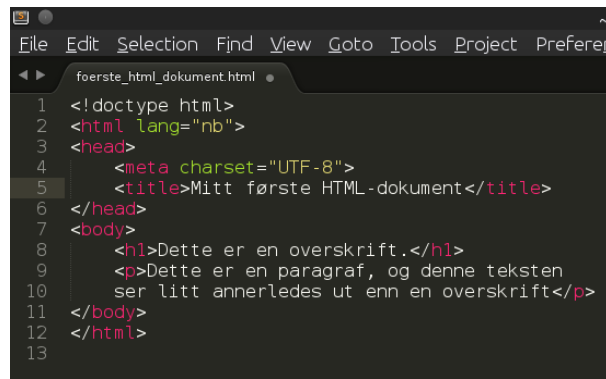 File Edit Selection Find View Goto Tools Project
foerste_html_dokument.html
1 <!doctype html>
2 <html lang="nb">
3 <head>
4 <meta charset="UTF-8">
5 <title>Mitt første HTML-dokument</title>
6 </head>
7 <body>
8 <h1>Dette er en overskrift.</h1>
9 <p>Dette er en paragraf, og denne teksten
10 ser litt annerledes ut enn en overskrift</p>
11 </body>
12 </html>
13